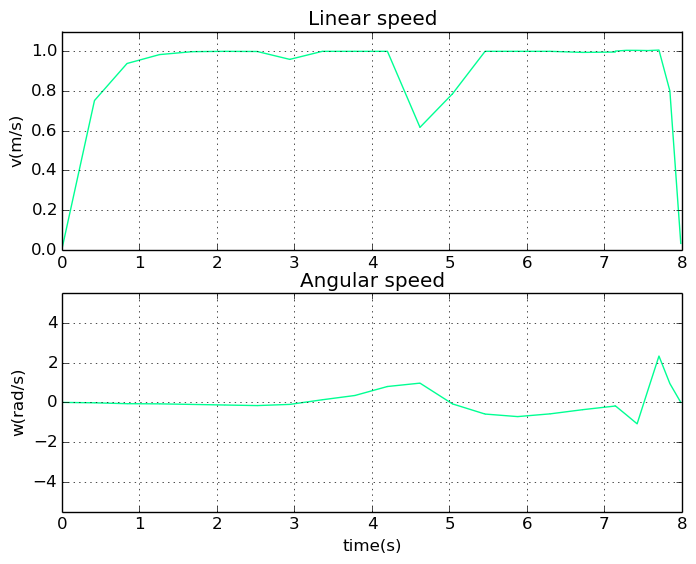 Linear speed
1.0
0.8
0.6
0.4
0.2
0.0
v(m/s)
0 1 2 3 4 5 6 7 8
Angular speed
4
2
0
−2
−4
w(rad/s)
0 1 2 3 4 5 6 7 8
time(s)